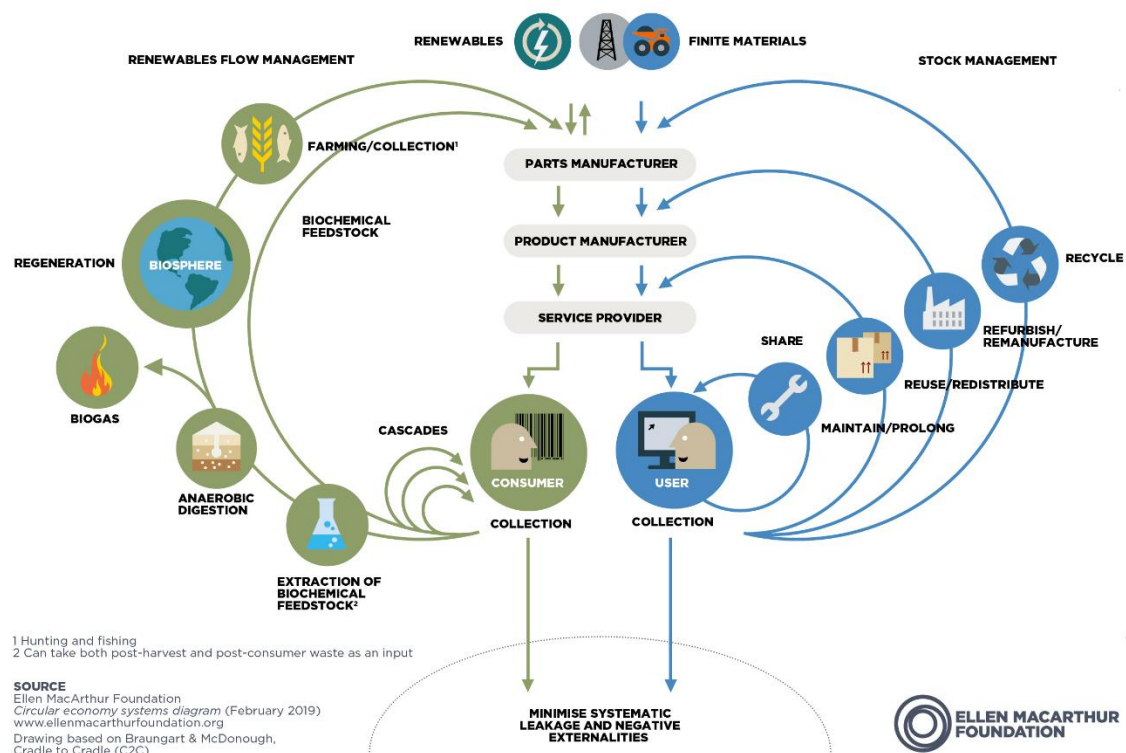 RENEWABLES
FINITE MATERIALS
RENEWABLES FLOW MANAGEMENT
STOCK MANAGEMENT
FARMING/COLLECTION¹
PARTS MANUFACTURER
BIOCHEMICAL
FEEDSTOCK
PRODUCT MANUFACTURER
REGENERATION
BIOSPHERE
RECYCLE
SERVICE PROVIDER
REFURBISH/
REMANUFACTURE
SHARE
REUSE/REDISTRIBUTE
BIOGAS
MAINTAIN/PROLONG
CASCADES
CONSUMER
USER
ANAEROBIC
DIGESTION
COLLECTION
COLLECTION
EXTRACTION OF
BIOCHEMICAL
FEEDSTOCK²
1 Hunting and fishing
2 Can take both post-harvest and post-consumer waste as an input
SOURCE
Ellen MacArthur Foundation
Circular economy systems diagram (February 2019)
www.ellenmacarthurfoundation.org
Drawing based on Braungart & McDonough,
Cradle to Cradle (C2C)
MINIMISE SYSTEMATIC
LEAKAGE AND NEGATIVE
EXTERNALITIES
ELLEN MACARTHUR
FOUNDATION